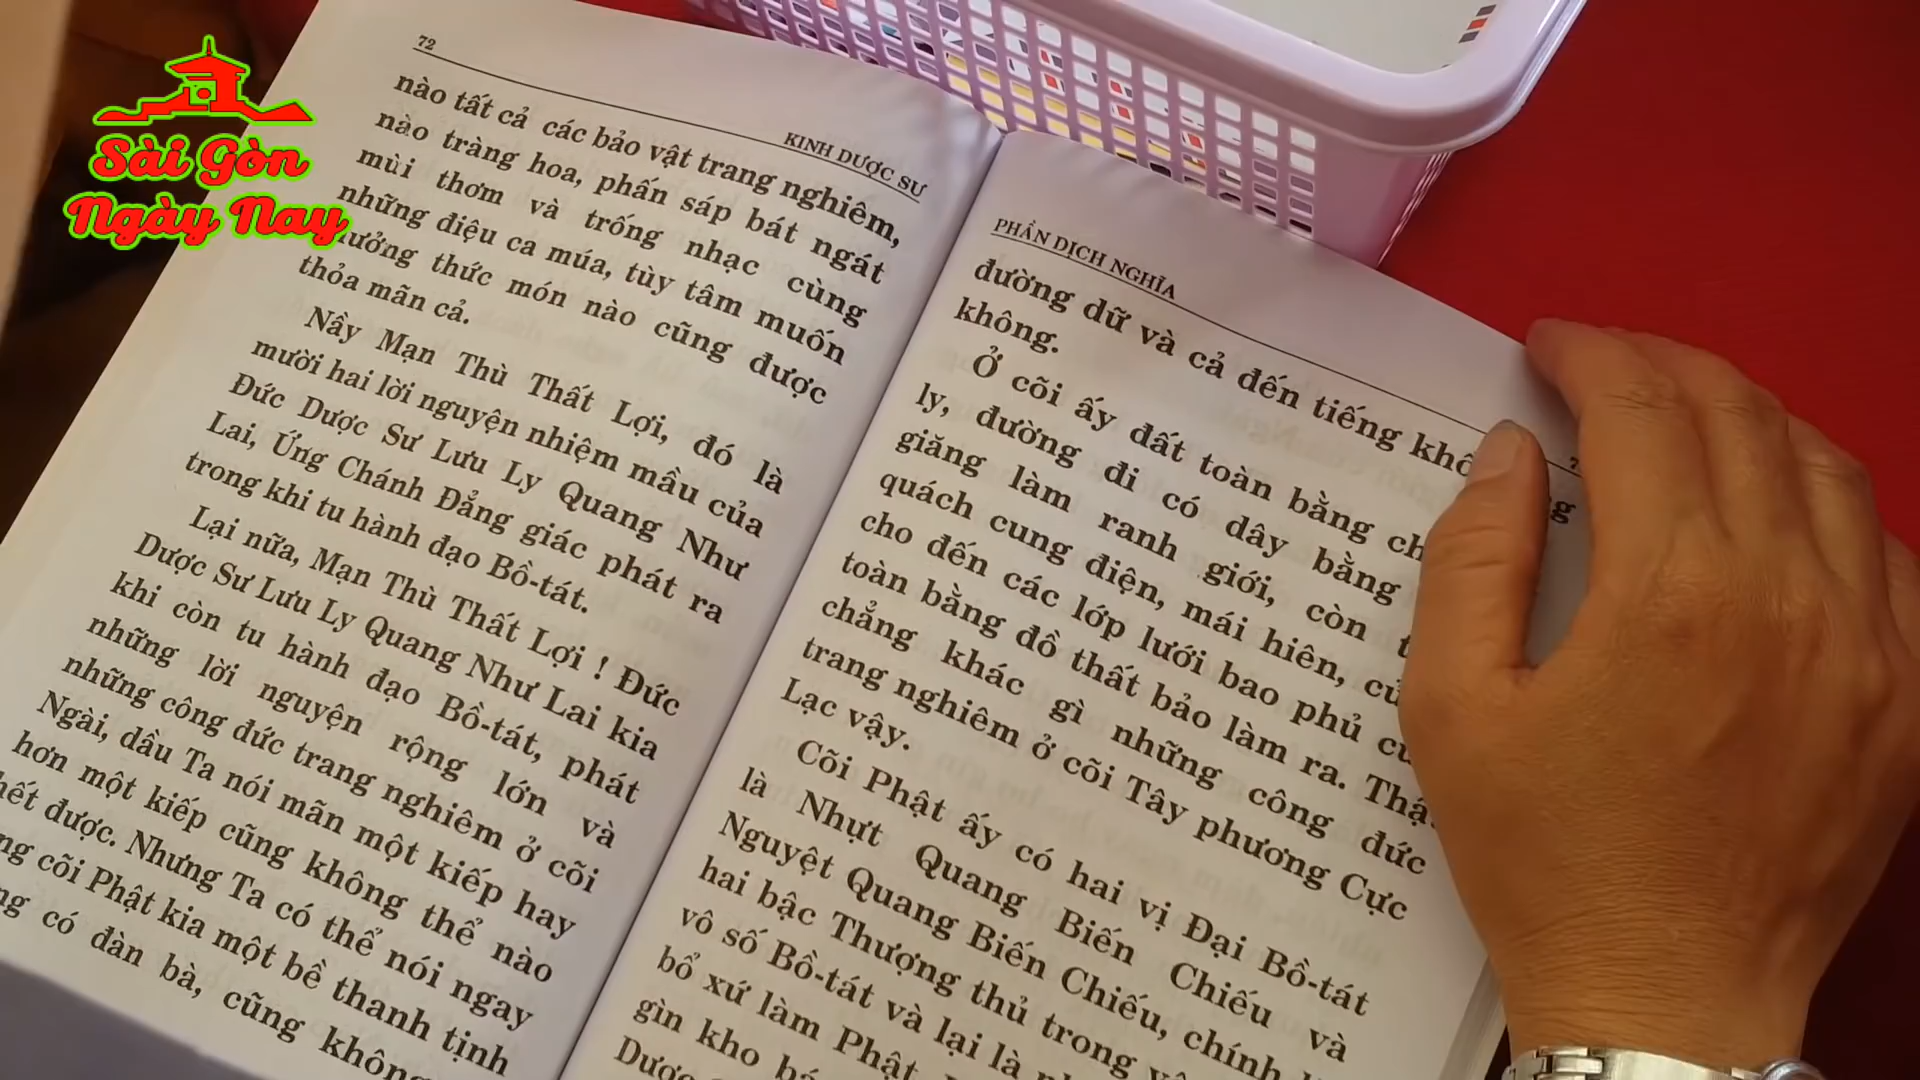 Sài Gòn
Ngày Nay
72
KINH DƯỢC SƯ
nào tất cả các bảo vật trang nghiêm,
nào tràng hoa, phấn sáp bát ngát
mùi thơm và trống nhạc cùng
những điệu ca múa, tùy tâm muốn
hưởng thức món nào cũng được
thỏa mãn cả.
Nầy Mạn Thù Thất Lợi, đó là
mười hai lời nguyện nhiệm mầu của
Đức Dược Sư Lưu Ly Quang Như
Lai, Ứng Chánh Đẳng giác phát ra
trong khi tu hành đạo Bồ-tát.
Lại nữa, Mạn Thù Thất Lợi ! Đức
Dược Sư Lưu Ly Quang Như Lai kia
khi còn tu hành đạo Bồ-tát, phát
những lời nguyện rộng lớn và
những công đức trang nghiêm ở cõi
Ngài, dầu Ta nói mãn một kiếp hay
hơn một kiếp cũng không thể nào
hết được. Nhưng Ta có thể nói ngay
cõi Phật kia một bề thanh tịnh
có đàn bà, cũng không
PHẦN DỊCH NGHĨA
đường dữ và cả đến tiếng
không.
Ở cõi ấy đất toàn bằng
ly, đường đi có dây bằng
giăng làm ranh giới, còn
quách cung điện, mái hiên,
cho đến các lớp lưới bao phủ
toàn bằng đồ thất bảo làm ra. Thật
chẳng khác gì những công đức
trang nghiêm ở cõi Tây phương Cực
Lạc vậy.
Cõi Phật ấy có hai vị Đại Bồ-tát
là Nhựt Quang Biến Chiếu và
Nguyệt Quang Biến Chiếu, chính
hai bậc Thượng thủ trong
vô số Bồ-tát và lại là
bổ xứ làm Phật
gìn kho
Dược